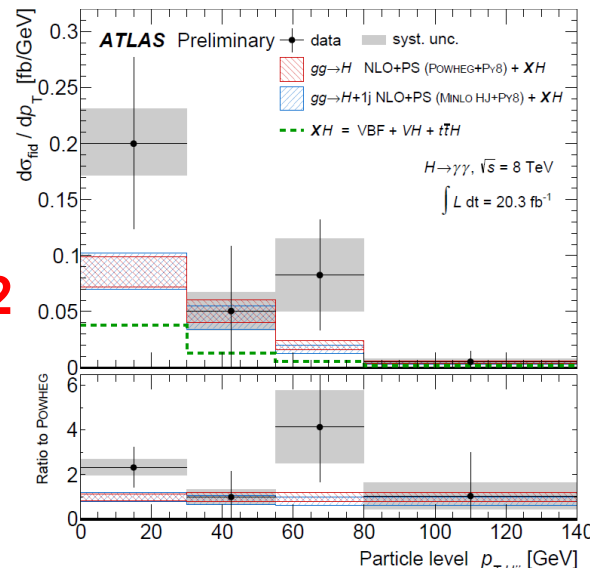 ATLAS Preliminary
data
syst. unc.
gg→H NLO+PS (POWHEG+PY8) + XH
gg→H+1j NLO+PS (MINLO HJ+PY8) + XH
XH = VBF + VH + tt̄H
H→γγ, √s = 8 TeV
∫ L dt = 20.3 fb⁻¹
dσfid / dpT [fb/GeV]
0.3
0.25
0.2
0.15
0.1
0.05
0
2
Ratio to POWHEG
6
4
2
0
0 20 40 60 80 100 120 140
Particle level [GeV]